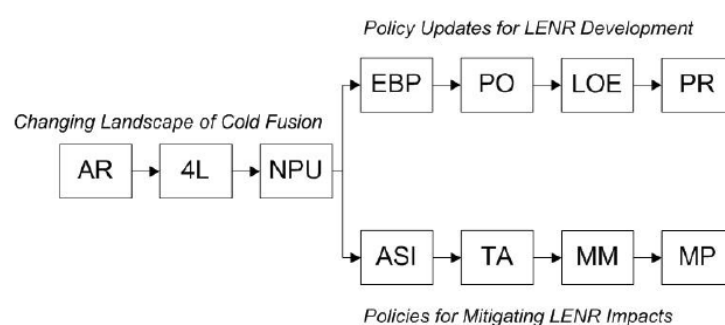 Policy Updates for LENR Development
EBP
PO
LOE
PR
Changing Landscape of Cold Fusion
AR
4L
NPU
ASI
TA
MM
MP
Policies for Mitigating LENR Impacts